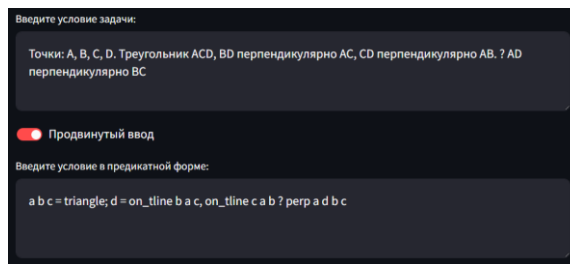 Введите условие задачи:
Точки: A, B, C, D. Треугольник ACD, BD перпендикулярно AC, CD перпендикулярно AB. ? AD
перпендикулярно BC
Продвинутый ввод
Введите условие в предикатной форме:
a b c = triangle; d = on_tline b a c, on_tline c a b ? perp a d b c